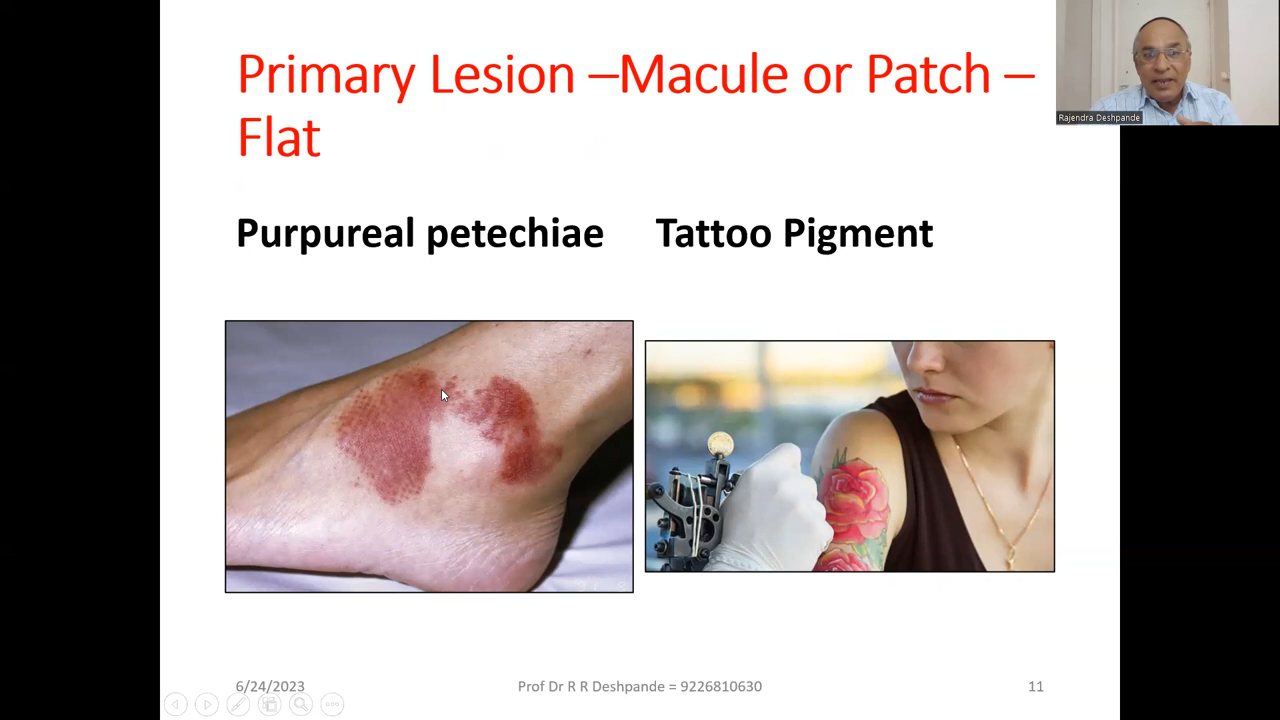 Primary Lesion –Macule or Patch –
Flat
Rajendra Deshpande
Purpureal petechiae
Tattoo Pigment
6/24/2023
Prof Dr R R Deshpande = 9226810630
11